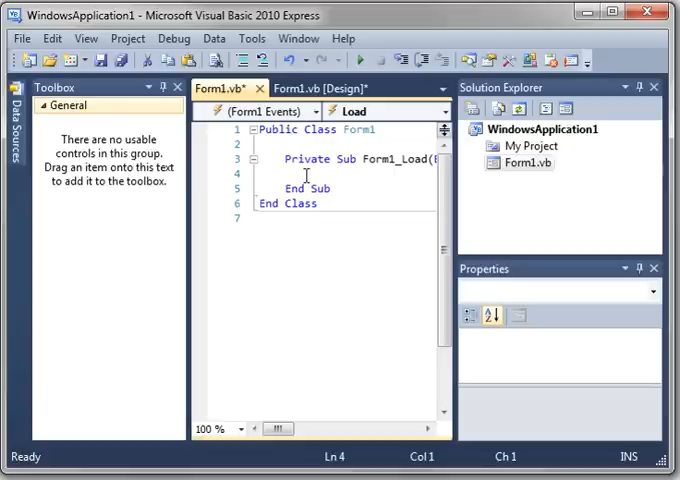 WindowsApplication1 - Microsoft Visual Basic 2010 Express
File Edit View Project Debug Data Tools Window Help
Data Sources
Toolbox
General
There are no usable
controls in this group.
Drag an item onto this text
to add it to the toolbox.
Form1.vb*
Form1.vb [Design]*
(Form1 Events)
Load
1 Public Class Form1
2
3 Private Sub Form1_Load(
4
5 End Sub
6 End Class
7
100 %
Solution Explorer
WindowsApplication1
My Project
Form1.vb
Properties
Ready Ln 4 Col 1 Ch 1 INS